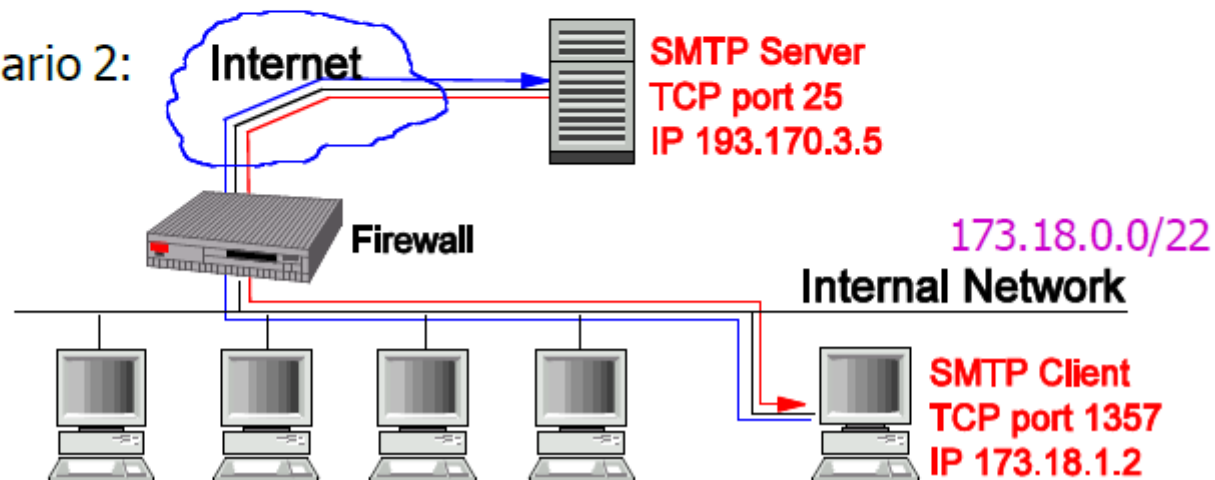 ario 2:
Internet
SMTP Server
TCP port 25
IP 193.170.3.5
Firewall
173.18.0.0/22
Internal Network
SMTP Client
TCP port 1357
IP 173.18.1.2